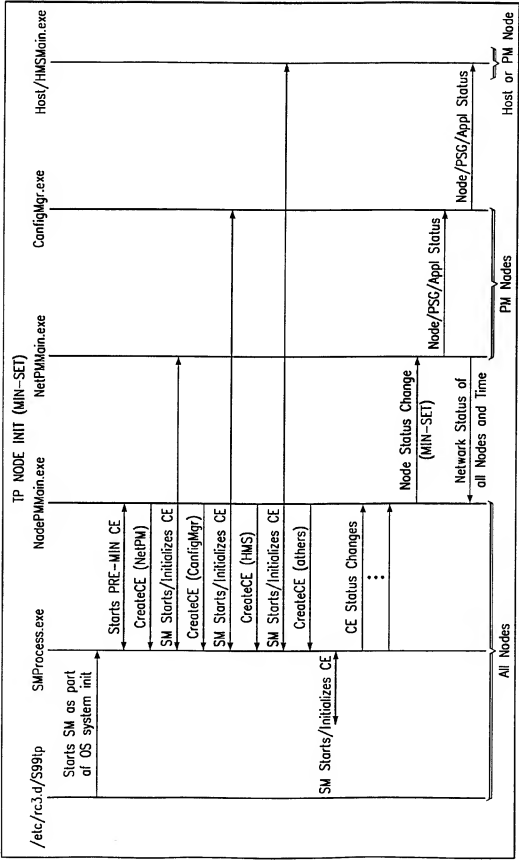 TP NODE INIT (MIN-SET)
/etc/rc3.d/S99tp
SMProcess.exe
NodePMMain.exe
NetPMMain.exe
ConfigMgr.exe
Host/HMSMain.exe
Starts SM as part
of OS system init
Starts PRE-MIN CE
CreateCE (NetPM)
SM Starts/Initializes CE
CreateCE (ConfigMgr)
SM Starts/Initializes CE
CreateCE (HMS)
SM Starts/Initializes CE
CreateCE (others)
SM Starts/Initializes CE
CE Status Changes
Node Status Change
(MIN-SET)
Node/PSG/Appl Status
Node/PSG/Appl Status
Network Status of
all Nodes and Time
All Nodes
PM Nodes
Host or PM Node